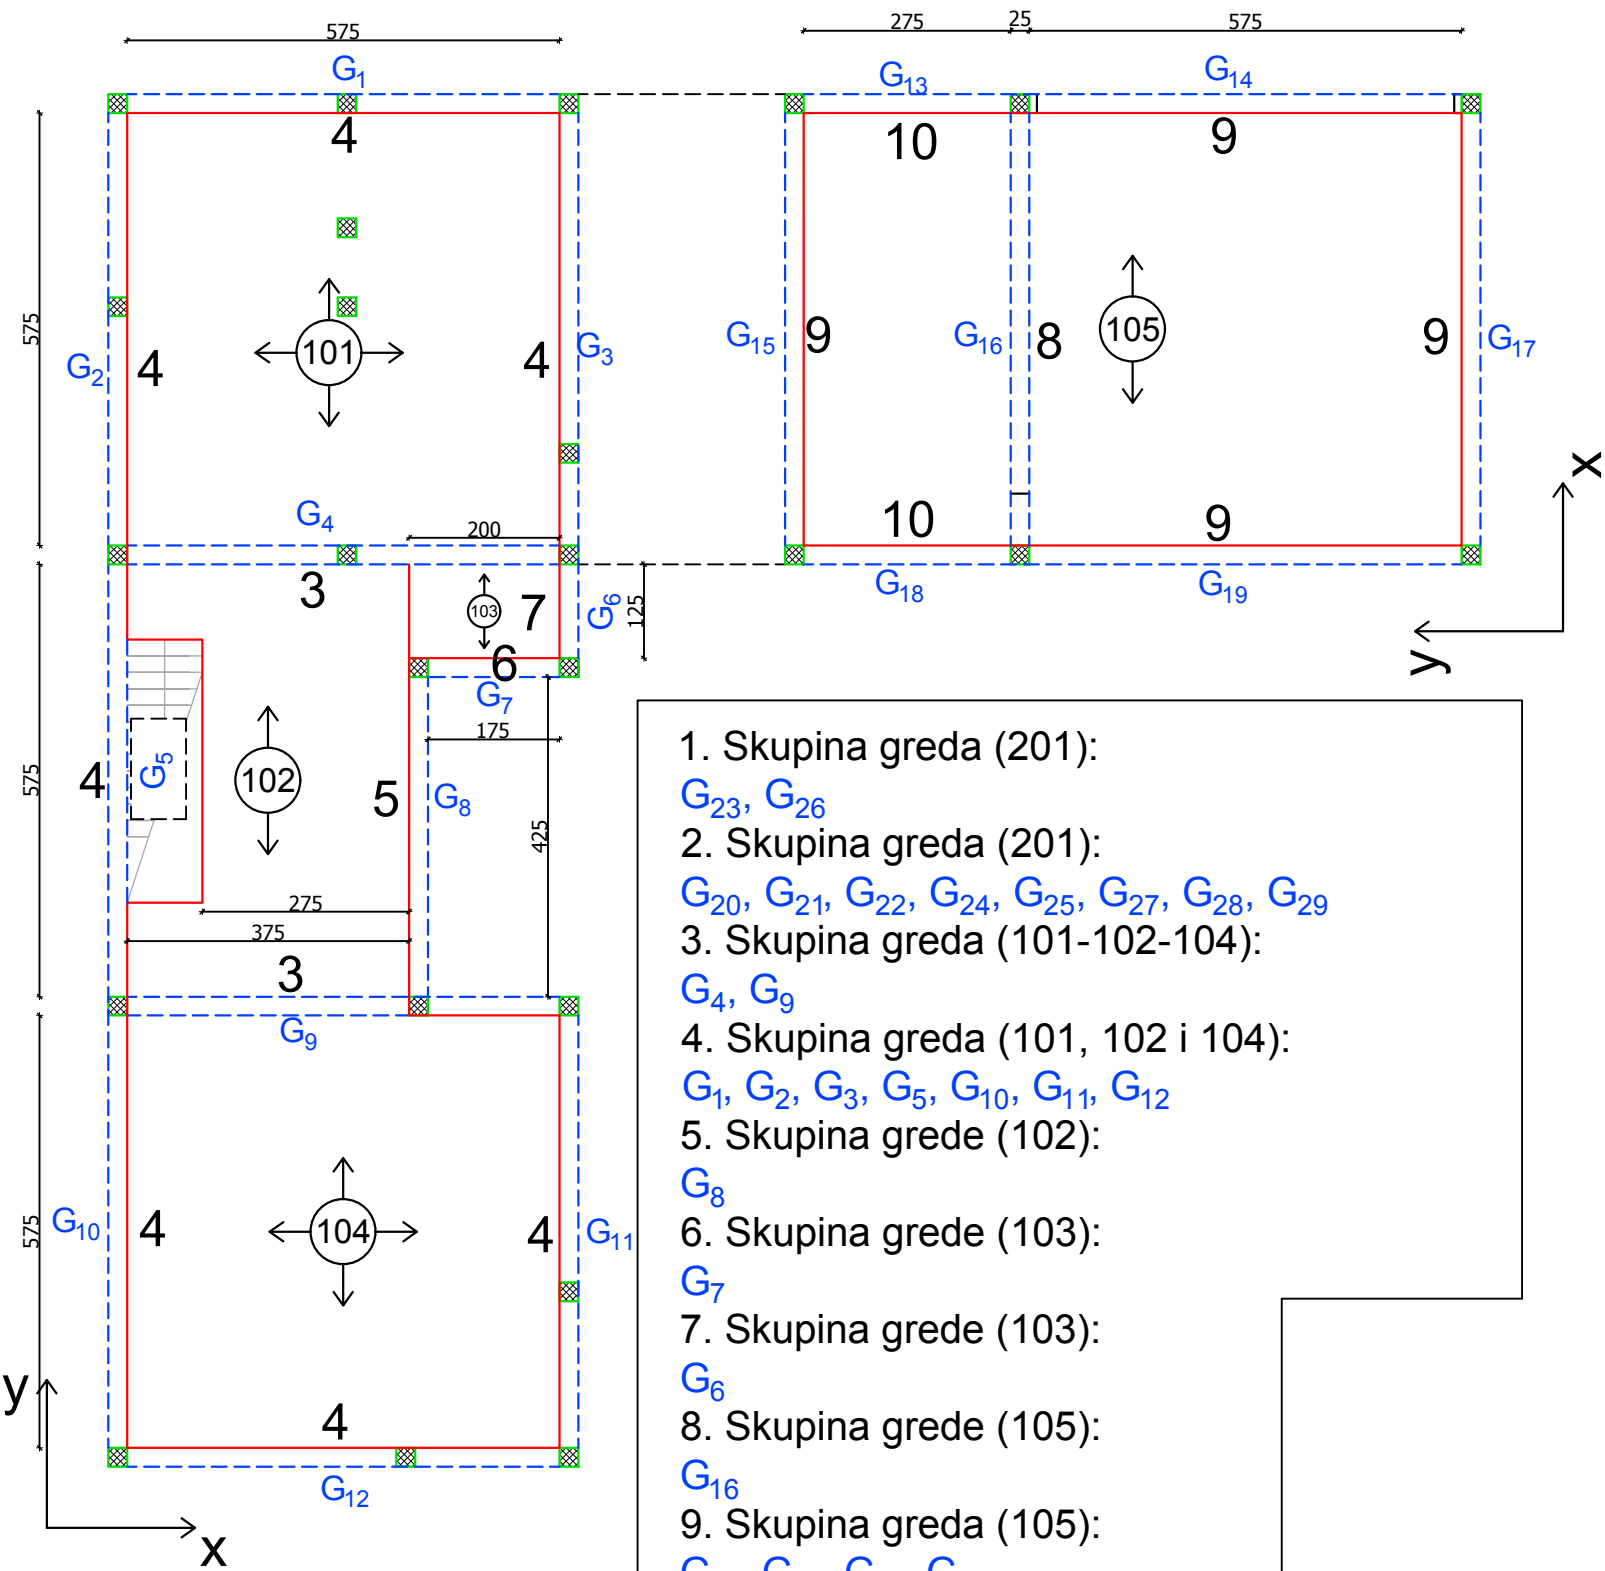 575
275 25 575
G1
G13 G14
4
10 9
575
G2 4 101 4 G3
G15 9 G16 8 105 9 G17
G4
200
10 9
3 103 7 G6 125
G18 G19
6
G7
175
x
y
575
4 G5 102 5 G8
425
275
375
3
G9
575
G10 4 104 4 G11
4
G12
y
x
1. Skupina greda (201):
G23, G26
2. Skupina greda (201):
G20, G21, G22, G24, G25, G27, G28, G29
3. Skupina greda (101-102-104):
G4, G9
4. Skupina greda (101, 102 i 104):
G1, G2, G3, G5, G10, G11, G12
5. Skupina grede (102):
G8
6. Skupina grede (103):
G7
7. Skupina grede (103):
G6
8. Skupina grede (105):
G16
9. Skupina greda (105):